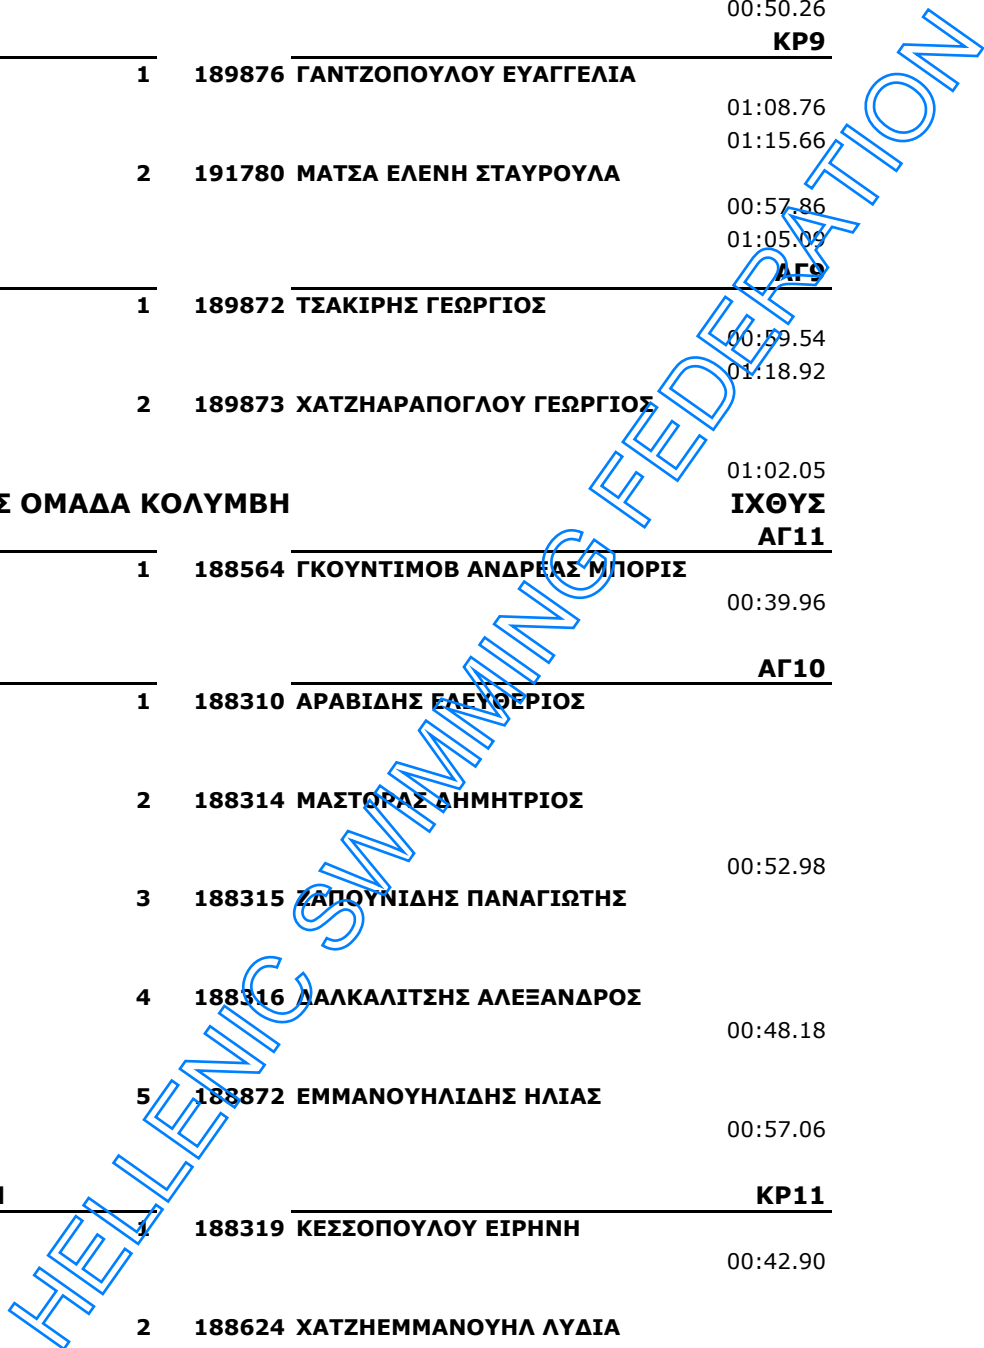 00:50.26
ΚΡ9
1 189876 ΓΑΝΤΖΟΠΟΥΛΟΥ ΕΥΑΓΓΕΛΙΑ
01:08.76
01:15.66
2 191780 ΜΑΤΣΑ ΕΛΕΝΗ ΣΤΑΥΡΟΥΛΑ
00:57.86
01:05.09
ΑΓ9
1 189872 ΤΣΑΚΙΡΗΣ ΓΕΩΡΓΙΟΣ
00:59.54
01:18.92
2 189873 ΧΑΤΖΗΑΡΑΠΟΓΛΟΥ ΓΕΩΡΓΙΟΣ
01:02.05
Σ ΟΜΑΔΑ ΚΟΛΥΜΒΗ ΙΧΘΥΣ
ΑΓ11
1 188564 ΓΚΟΥΝΤΙΜΟΒ ΑΝΔΡΕΑΣ ΜΠΟΡΙΣ
00:39.96
ΑΓ10
1 188310 ΑΡΑΒΙΔΗΣ ΕΛΕΥΘΕΡΙΟΣ
2 188314 ΜΑΣΤΟΡΑΣ ΔΗΜΗΤΡΙΟΣ
00:52.98
3 188315 ΖΑΠΟΥΝΙΔΗΣ ΠΑΝΑΓΙΩΤΗΣ
4 188316 ΔΑΛΚΑΛΙΤΣΗΣ ΑΛΕΞΑΝΔΡΟΣ
00:48.18
5 188872 ΕΜΜΑΝΟΥΗΛΙΔΗΣ ΗΛΙΑΣ
00:57.06
ΚΡ11
1 188319 ΚΕΣΣΟΠΟΥΛΟΥ ΕΙΡΗΝΗ
00:42.90
2 188624 ΧΑΤΖΗΕΜΜΑΝΟΥΗΛ ΛΥΔΙΑ
HELLENIC SWIMMING FEDERATION